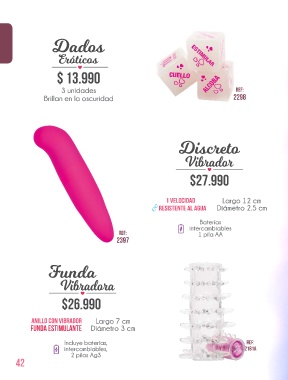 Dados
Eróticos
$ 13.990
3 unidades
Brillan en la oscuridad
ESTIMULAR
CUELLO
REF:
2298
Discreto
Vibrador
$27.990
1 VELOCIDAD
RESISTENTE AL AGUA
Largo 12 cm
Diámetro 2,5 cm
Baterías
Intercambiables
1 pila AA
REF:
2397
Funda
Vibradora
$26.990
ANILLO CON VIBRADOR
FUNDA ESTIMULANTE
Largo 7 cm
Diámetro 3 cm
Incluye baterías,
intercambiables,
2 pilas Ag3
REF:
42